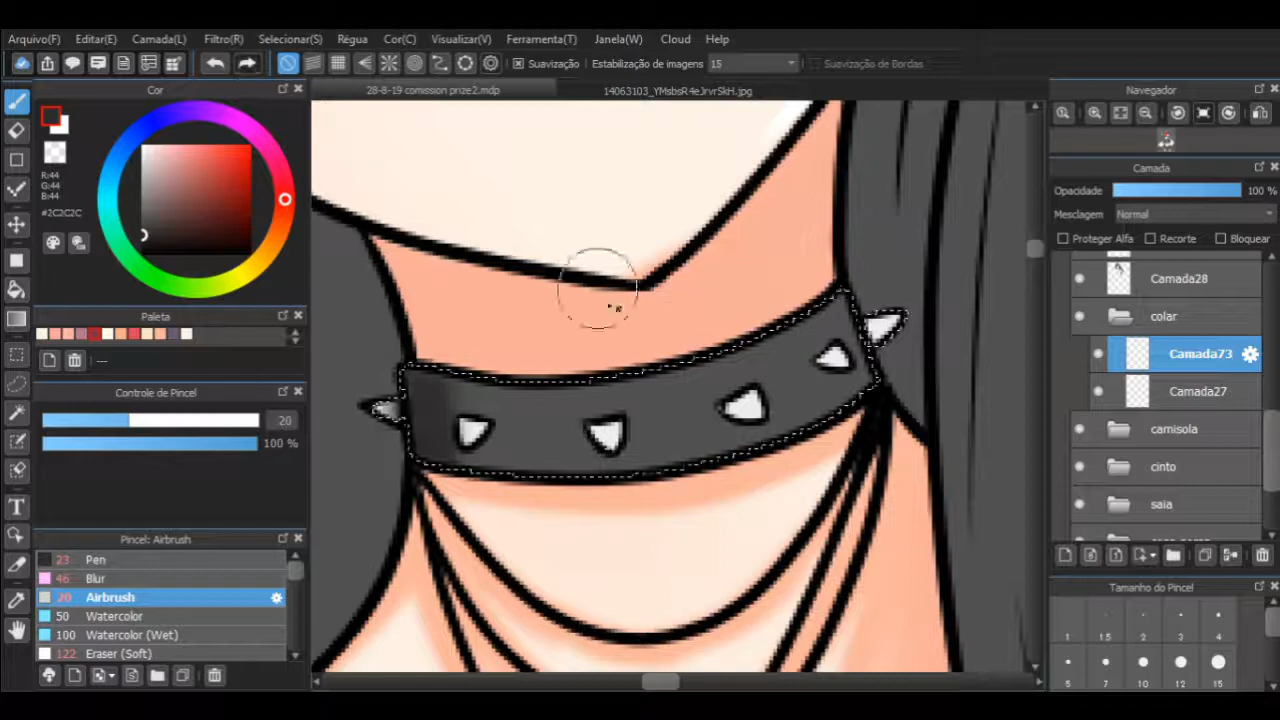 Arquivo(F) Editar(E) Camada(L) Filtro(R) Selecionar(S) Régua Cor(C) Visualizar(V) Ferramenta(T) Janela(W) Cloud Help
Suavização Estabilização de imagens 15 Suavização de Bordas
Cor
28-8-19 comission prize2.mdp 14063103_YMsbsR4eJrvrSkH.jpg
Navegador
R:44
G:44
B:44
#2C2C2C
Camada
Opacidade 100 %
Mesclagem Normal
Proteger Alfa Recorte Bloquear
Camada28
colar
Camada73
Camada27
camisola
cinto
saia
Paleta
---
Controle de Pincel
20
100 %
Pincel: Airbrush
23 Pen
46 Blur
Airbrush
50 Watercolor
100 Watercolor (Wet)
122 Eraser (Soft)
Tamanho do Pincel
1 1.5 2 3 4
5 7 10 12 15